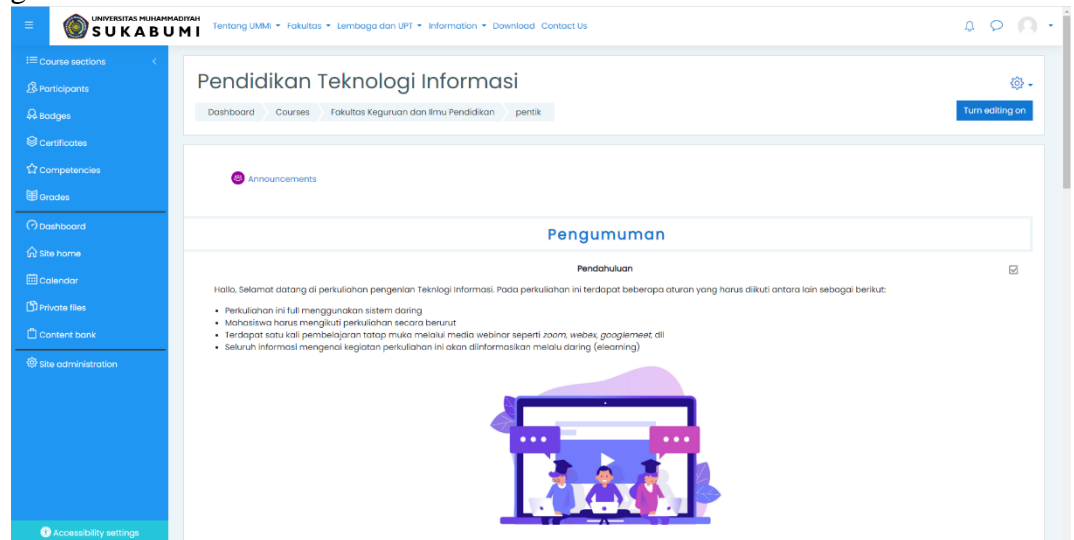 g
UNIVERSITAS MUHAMMADIYAH
SUKABUMI
Tentang UMMI Fakultas Lembaga dan UPT Information Download Contact Us
Course sections
Participants
Badges
Certificates
Competencies
Grades
Dashboard
Site home
Calendar
Private files
Content bank
Site administration
Accessibility settings
Pendidikan Teknologi Informasi
Dashboard Courses Fakultas Keguruan dan Ilmu Pendidikan pentik
Turn editing on
Announcements
Pengumuman
Pendahuluan
Hallo, Selamat datang di perkuliahan pengenlan Teknlogi Informasi. Pada perkuliahan ini terdapat beberapa aturan yang harus diikuti antara lain sebagai berikut:
• Perkuliahan ini full menggunakan sistem daring
• Mahasiswa harus mengikuti perkuliahan secara berurut
• Terdapat satu kali pembelajaran tatap muka melalui media webinar seperti zoom, webex, googlemeet, dll
• Seluruh informasi mengenai kegiatan perkuliahan ini akan diinformasikan melalu daring (elearning)